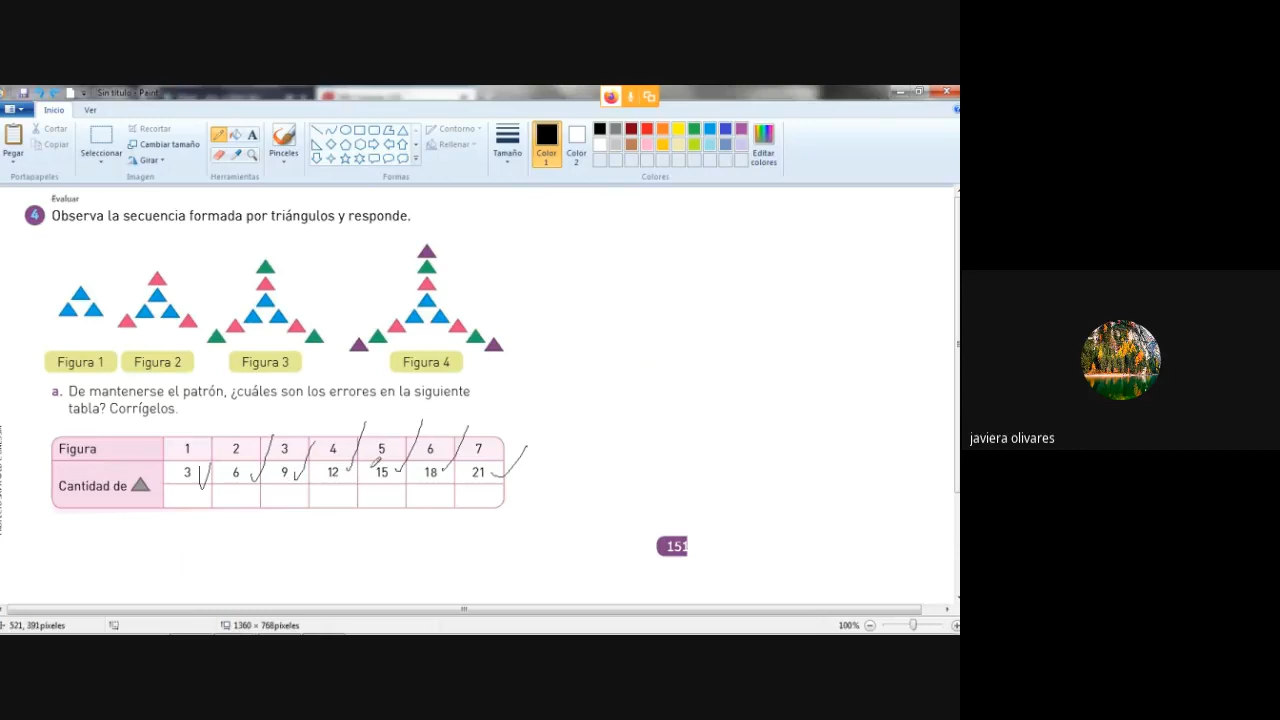 Sin título - Paint
Inicio Ver
Pegar
Cortar
Copiar
Seleccionar
Recortar
Cambiar tamaño
Girar
A
Pinceles
Contorno
Rellenar
Tamaño
Color 1
Color 2
Editar colores
Portapapeles Imagen Herramientas Formas Colores
Evaluar
4 Observa la secuencia formada por triángulos y responde.
Figura 1 Figura 2 Figura 3 Figura 4
a. De mantenerse el patrón, ¿cuáles son los errores en la siguiente
tabla? Corrígelos.
Figura 1 2 3 4 5 6 7
Cantidad de 3 6 9 12 15 18 21
151
521, 391píxeles 1360 × 768píxeles 100%
javiera olivares